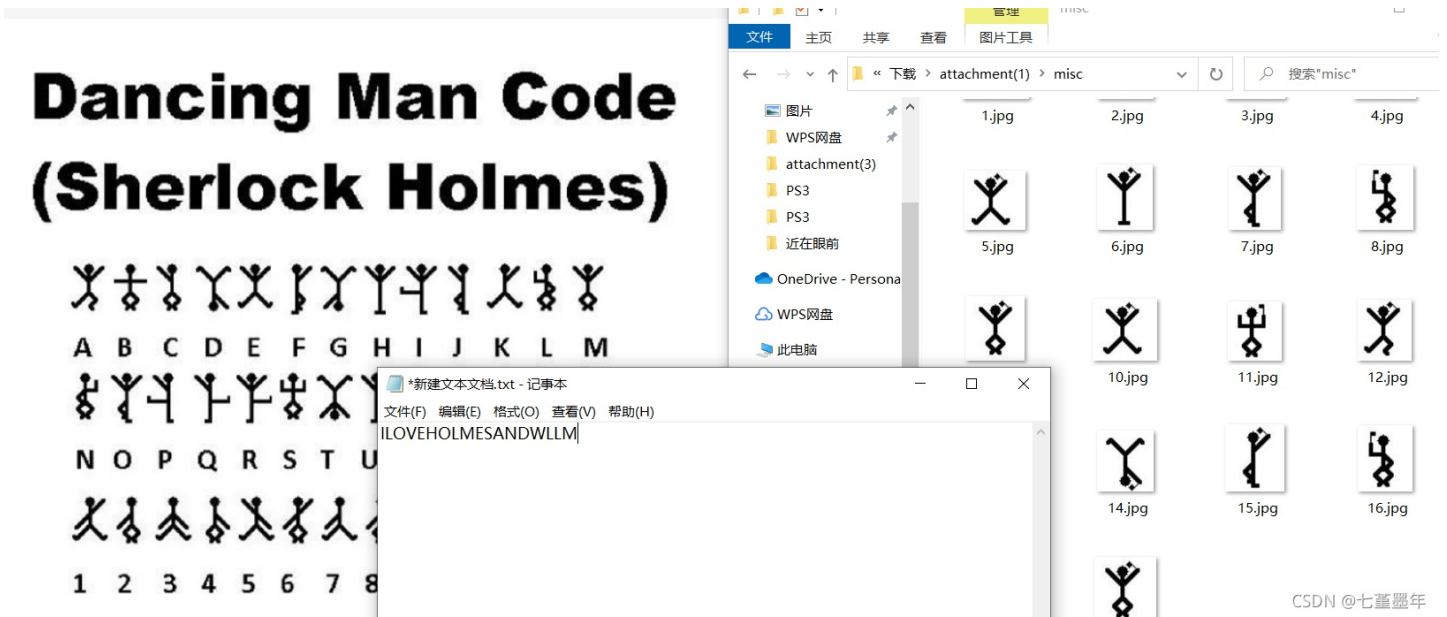 Dancing Man Code
(Sherlock Holmes)
A B C D E F G H I J K L M
N O P Q R S T U
1 2 3 4 5 6 7 8
管理
misc
文件
主页
共享
查看
图片工具
« 下载 › attachment(1) › misc
搜索"misc"
图片
WPS网盘
attachment(3)
PS3
PS3
近在眼前
OneDrive - Persona
WPS网盘
此电脑
1.jpg
2.jpg
3.jpg
4.jpg
5.jpg
6.jpg
7.jpg
8.jpg
10.jpg
11.jpg
12.jpg
14.jpg
15.jpg
16.jpg
*新建文本文档.txt - 记事本
文件(F) 编辑(E) 格式(O) 查看(V) 帮助(H)
ILOVEHOLMESANDWLLM
CSDN @七堇墨年